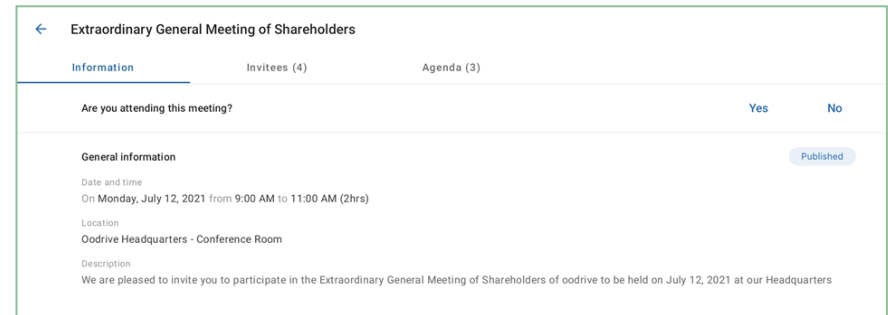 Extraordinary General Meeting of Shareholders
Information Invitees (4) Agenda (3)
Are you attending this meeting? Yes No
General information Published
Date and time
On Monday, July 12, 2021 from 9:00 AM to 11:00 AM (2hrs)
Location
Oodrive Headquarters - Conference Room
Description
We are pleased to invite you to participate in the Extraordinary General Meeting of Shareholders of oodrive to be held on July 12, 2021 at our Headquarters